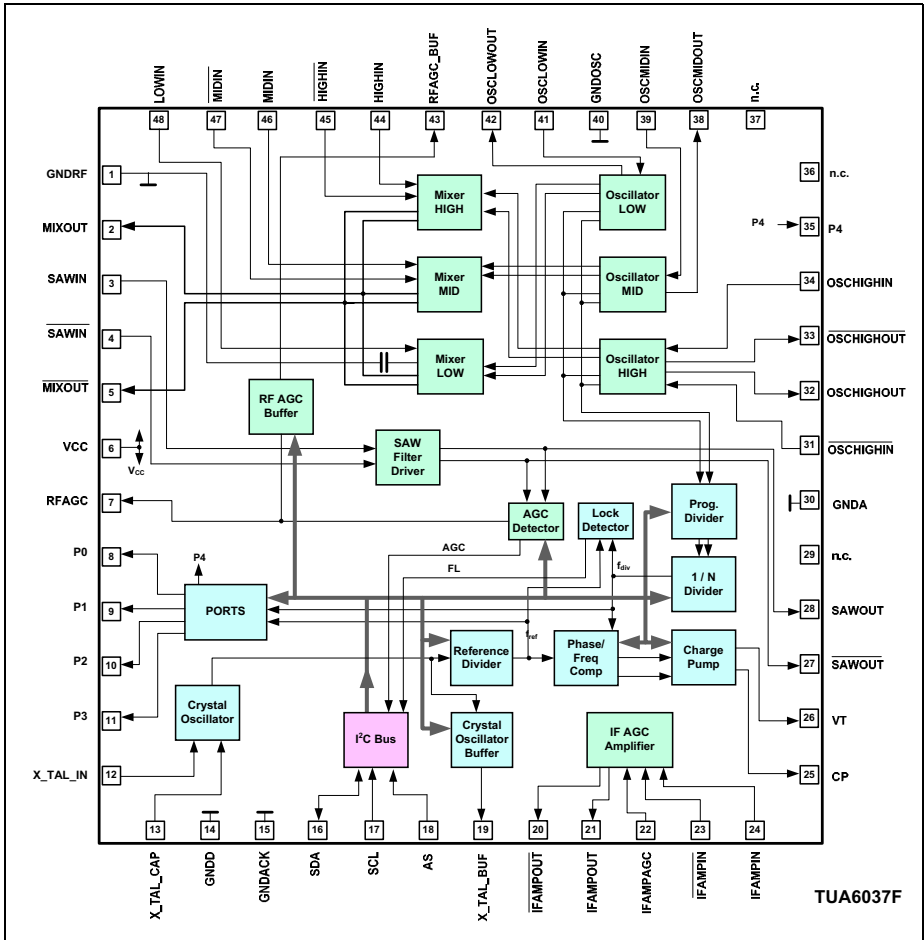 LOWIN
MIDIN
MIDIN
HIGHIN
HIGHIN
RFAGC_BUF
OSCLOWOUT
OSCLOWIN
GNDOSC
OSCMIDIN
OSCMIDOUT
n.c.
48
47
46
45
44
43
42
41
40
39
38
37
GNDRF
1
MIXOUT
2
SAWIN
3
SAWIN
4
MIXOUT
5
VCC
6
VCC
RFAGC
7
P0
8
P1
9
P2
10
P3
11
X_TAL_IN
12
Mixer
HIGH
Oscillator
LOW
Mixer
MID
Oscillator
MID
Mixer
LOW
Oscillator
HIGH
RF AGC
Buffer
SAW
Filter
Driver
AGC
Detector
Lock
Detector
Prog.
Divider
AGC
FL
fdiv
1 / N
Divider
P4
PORTS
fref
Reference
Divider
Phase/
Freq
Comp
Charge
Pump
Crystal
Oscillator
I2C Bus
Crystal
Oscillator
Buffer
IF AGC
Amplifier
36
n.c.
P4
35
P4
34
OSCHIGHIN
33
OSCHIGHOUT
32
OSCHIGHOUT
31
OSCHIGHIN
30
GNDA
29
n.c.
28
SAWOUT
27
SAWOUT
26
VT
25
CP
13
14
15
16
17
18
19
20
21
22
23
24
X_TAL_CAP
GNDD
GNDACK
SDA
SCL
AS
X_TAL_BUF
IFAMPOUT
IFAMPOUT
IFAMPAGC
IFAMPIN
IFAMPIN
TUA6037F